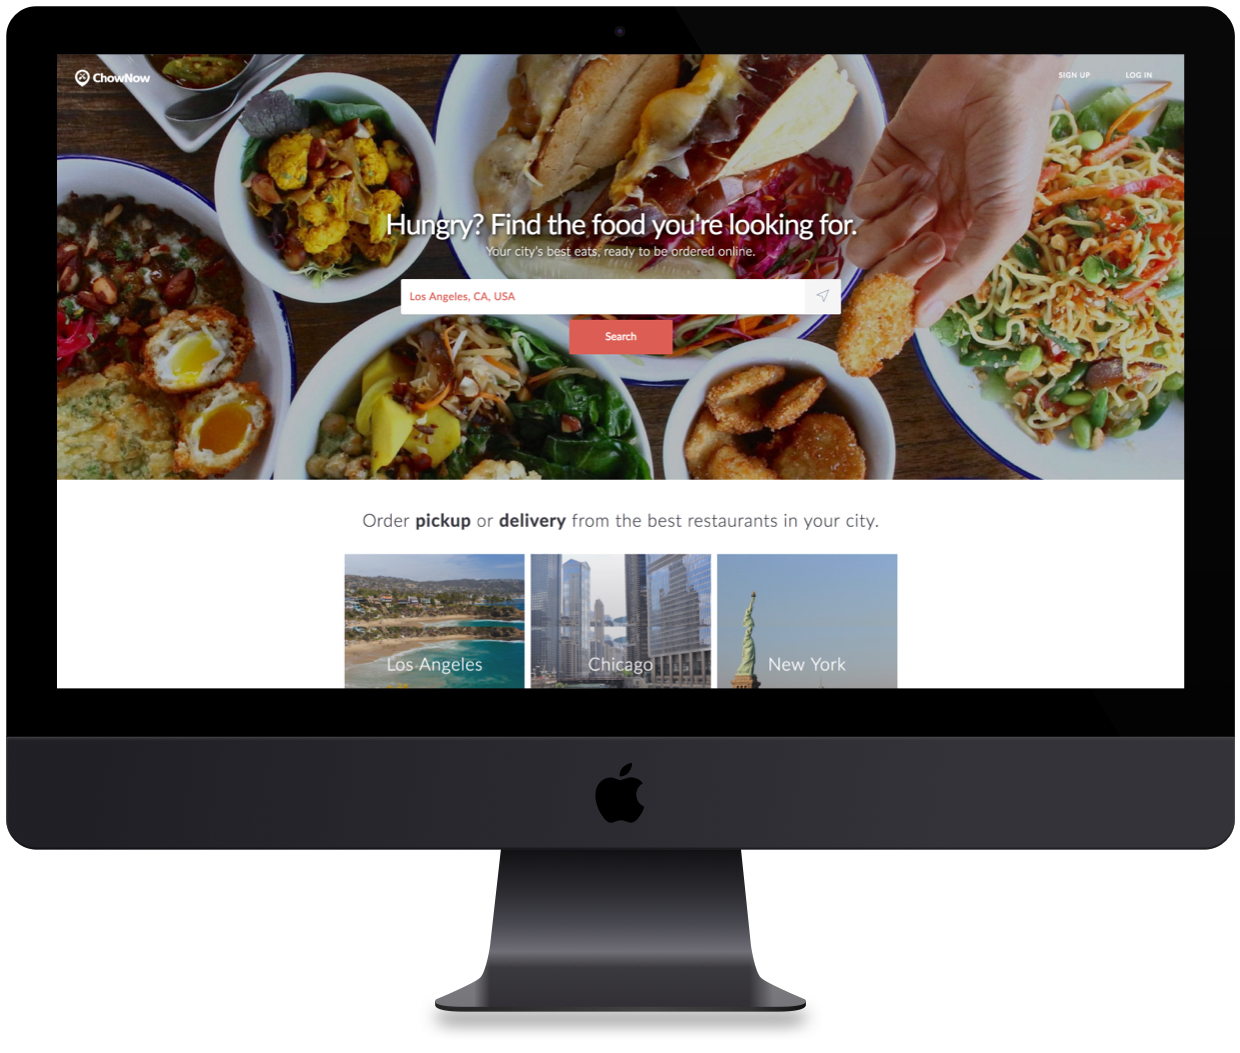 ChowNow
SIGN UP
LOG IN
Hungry? Find the food you're looking for.
Your city's best eats, ready to be ordered online.
Los Angeles, CA, USA
Search
Order pickup or delivery from the best restaurants in your city.
Los Angeles
Chicago
New York